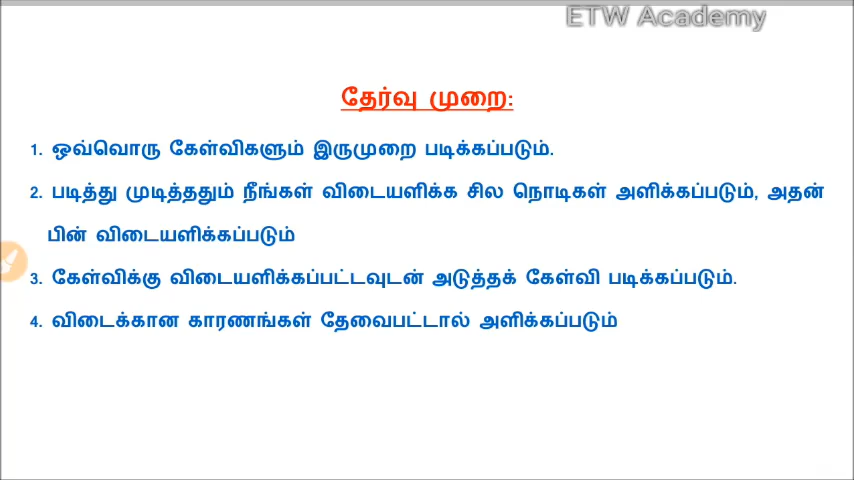 ETW Academy
தேர்வு முறை:
1. ஒவ்வொரு கேள்விகளும் இருமுறை படிக்கப்படும்.
2. படித்து முடித்ததும் நீங்கள் விடையளிக்க சில நொடிகள் அளிக்கப்படும், அதன்
பின் விடையளிக்கப்படும்
3. கேள்விக்கு விடையளிக்கப்பட்டவுடன் அடுத்தக் கேள்வி படிக்கப்படும்.
4. விடைக்கான காரணங்கள் தேவைபட்டால் அளிக்கப்படும்